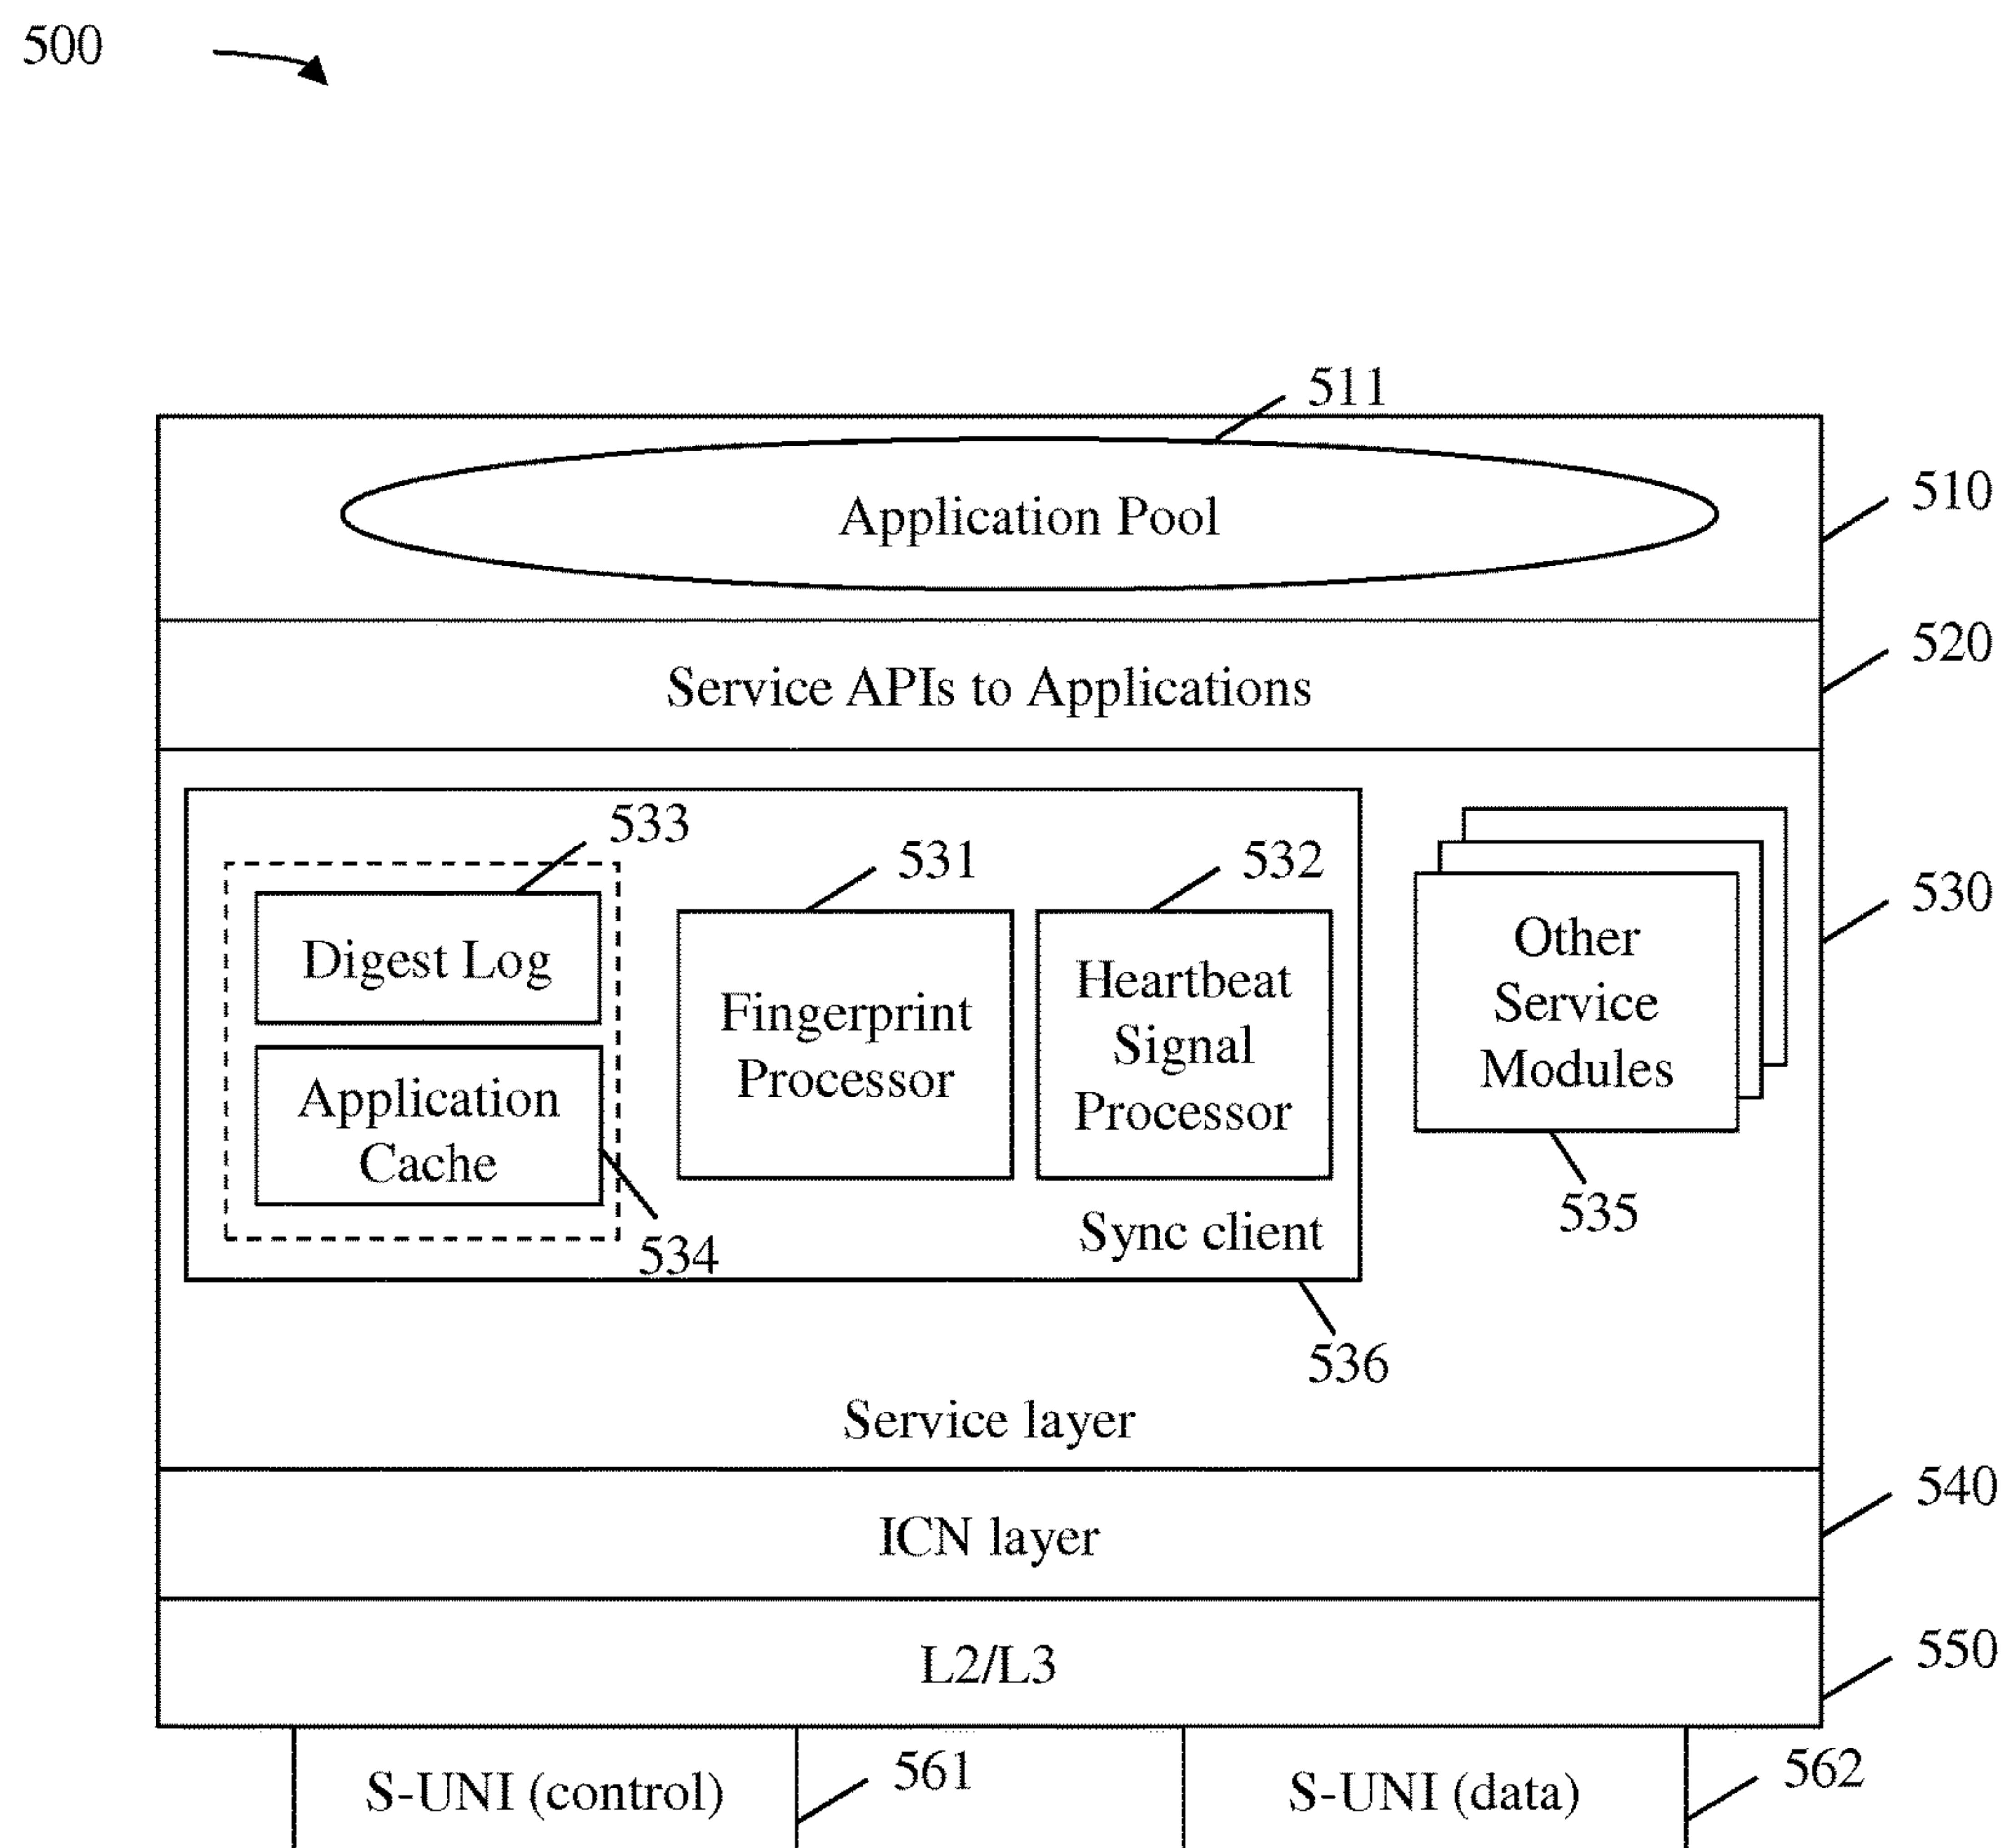 500
511
Application Pool
510
520
Service APIs to Applications
533
531
532
530
Digest Log
Fingerprint
Processor
Heartbeat
Signal
Processor
Other
Service
Modules
Application
Cache
534
Sync client
535
536
Service layer
540
ICN layer
550
L2/L3
S-UNI (control)
561
S-UNI (data)
562